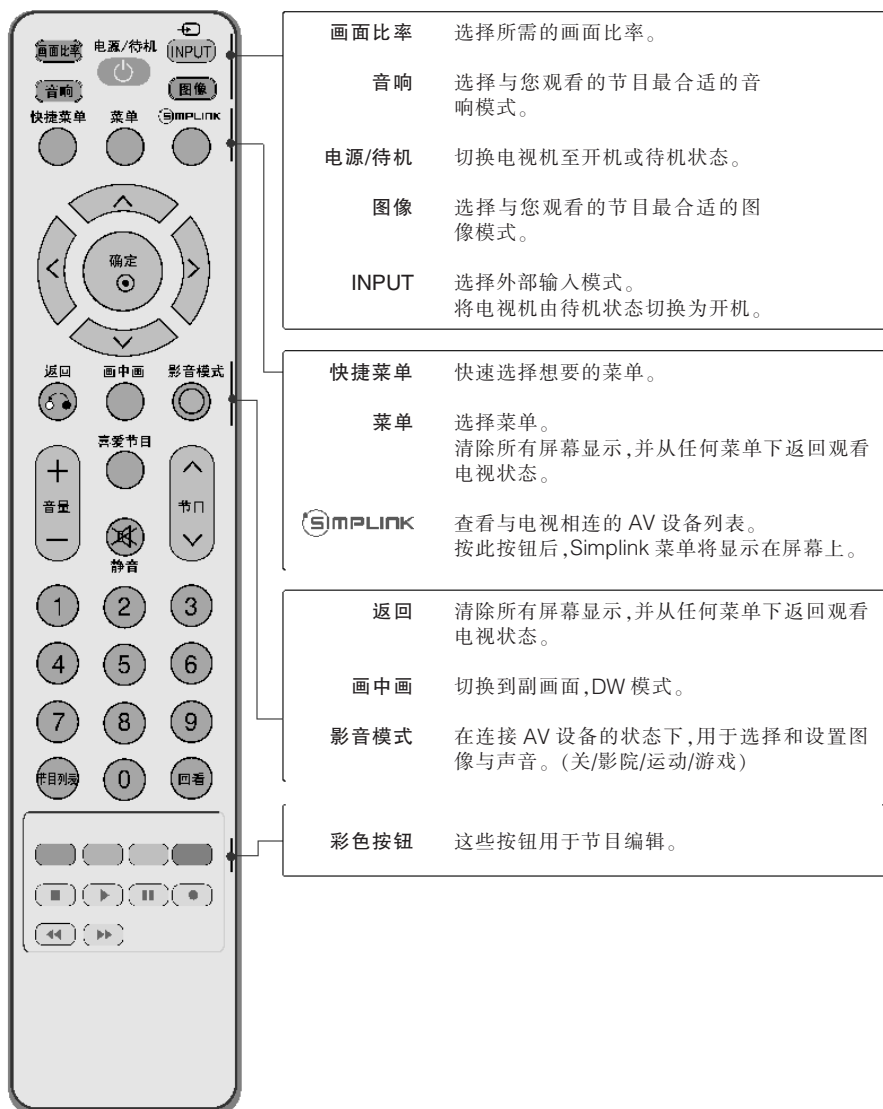 画面比率 电源/待机 INPUT
音响 图像
快捷菜单 菜单 SIMPLINK
确定
返回 画中画 影音模式
喜爱节目
音量 节口
静音
1 2 3
4 5 6
7 8 9
节目列表 0 回看
画面比率 选择所需的画面比率。
音响 选择与您观看的节目最合适的音
响模式。
电源/待机 切换电视机至开机或待机状态。
图像 选择与您观看的节目最合适的图
像模式。
INPUT 选择外部输入模式。
将电视机由待机状态切换为开机。
快捷菜单 快速选择想要的菜单。
菜单 选择菜单。
清除所有屏幕显示,并从任何菜单下返回观看
电视状态。
SIMPLINK 查看与电视相连的 AV 设备列表。
按此按钮后,Simplink 菜单将显示在屏幕上。
返回 清除所有屏幕显示,并从任何菜单下返回观看
电视状态。
画中画 切换到副画面,DW 模式。
影音模式 在连接 AV 设备的状态下,用于选择和设置图
像与声音。(关/影院/运动/游戏)
彩色按钮 这些按钮用于节目编辑。